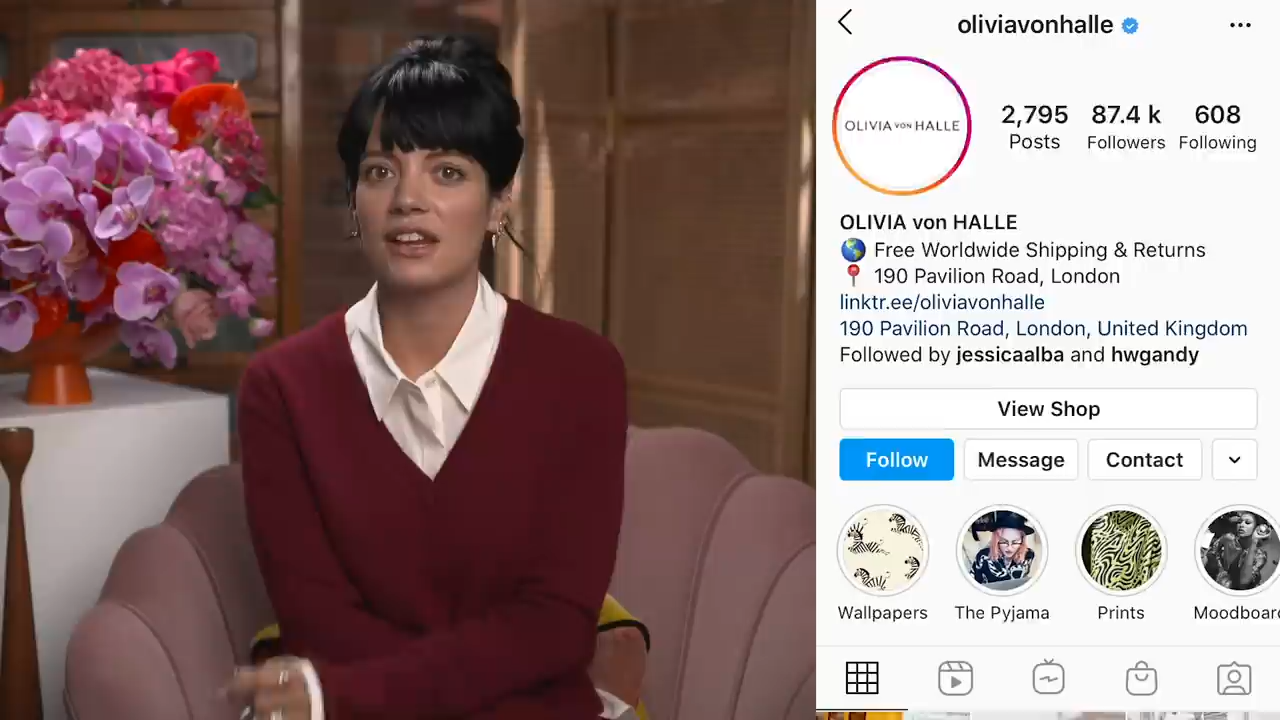 oliviavonhalle
OLIVIA VON HALLE
2,795 87.4 k 608
Posts Followers Following
OLIVIA von HALLE
🌎 Free Worldwide Shipping & Returns
📍 190 Pavilion Road, London
linktr.ee/oliviavonhalle
190 Pavilion Road, London, United Kingdom
Followed by jessicaalba and hwgandy
View Shop
Follow Message Contact
Wallpapers The Pyjama Prints Moodboar